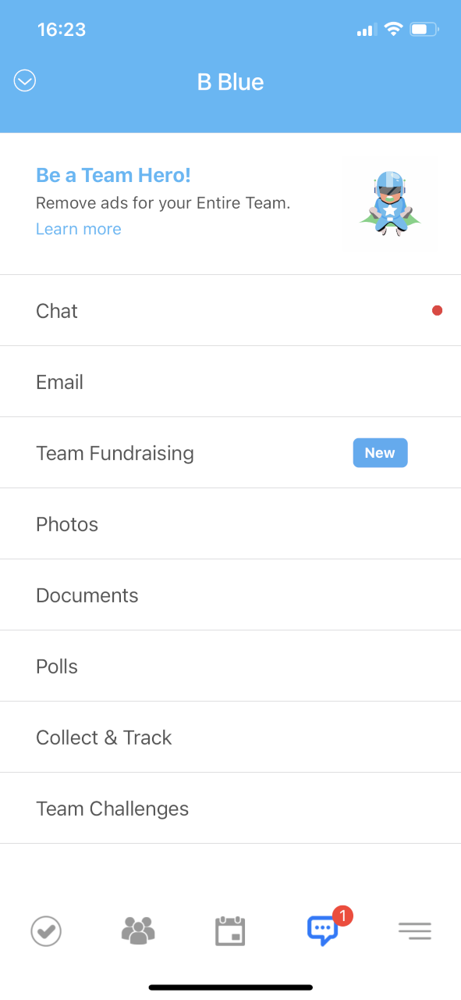 16:23
B Blue
Be a Team Hero!
Remove ads for your Entire Team.
Learn more
Chat
Email
Team Fundraising
New
Photos
Documents
Polls
Collect & Track
Team Challenges
1